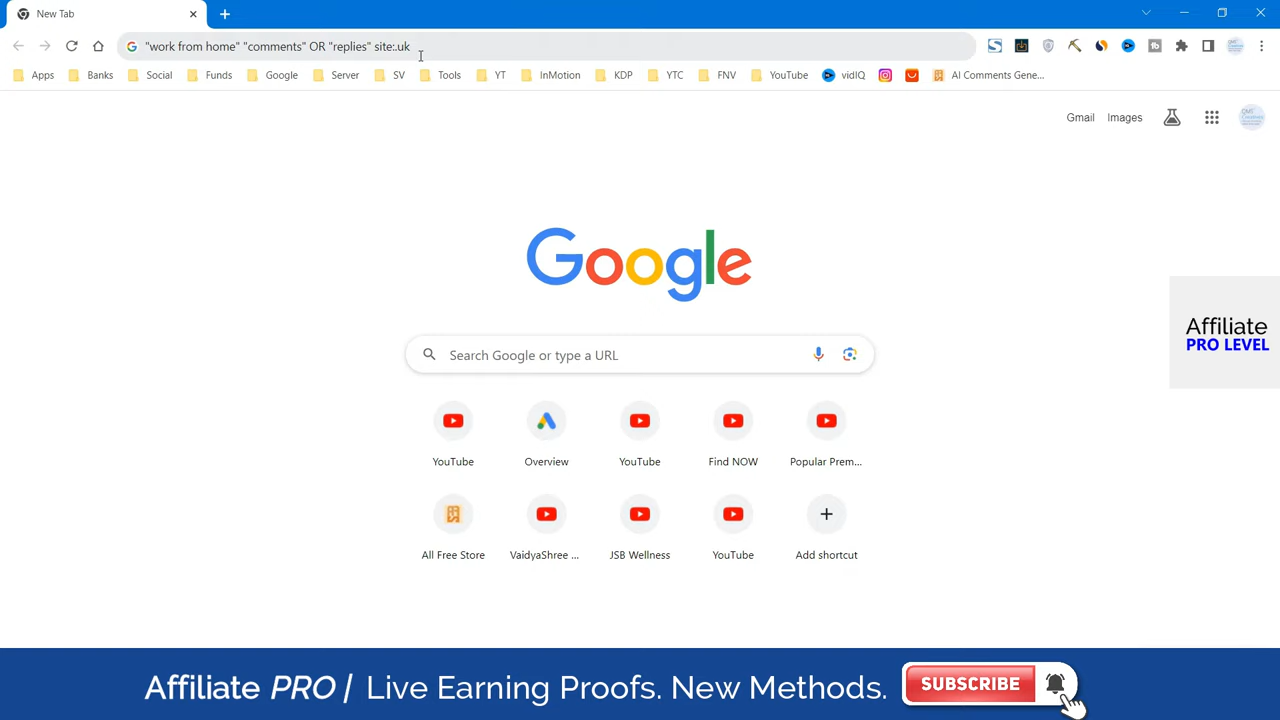 New Tab
"work from home" "comments" OR "replies" site:.uk
Apps Banks Social Funds Google Server SV Tools YT InMotion KDP YTC FNV YouTube vidIQ AI Comments Gene...
Gmail Images
Google
Search Google or type a URL
Affiliate
PRO LEVEL
YouTube Overview YouTube Find NOW Popular Prem...
All Free Store VaidyaShree ... JSB Wellness YouTube Add shortcut
Affiliate PRO | Live Earning Proofs. New Methods. SUBSCRIBE